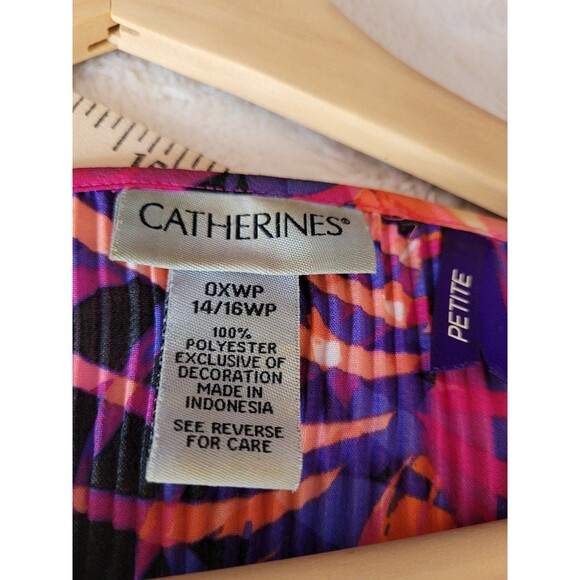 CATHERINES®
0XWP
14/16WP
100%
POLYESTER
EXCLUSIVE OF
DECORATION
MADE IN
INDONESIA
SEE REVERSE
FOR CARE
PETITE